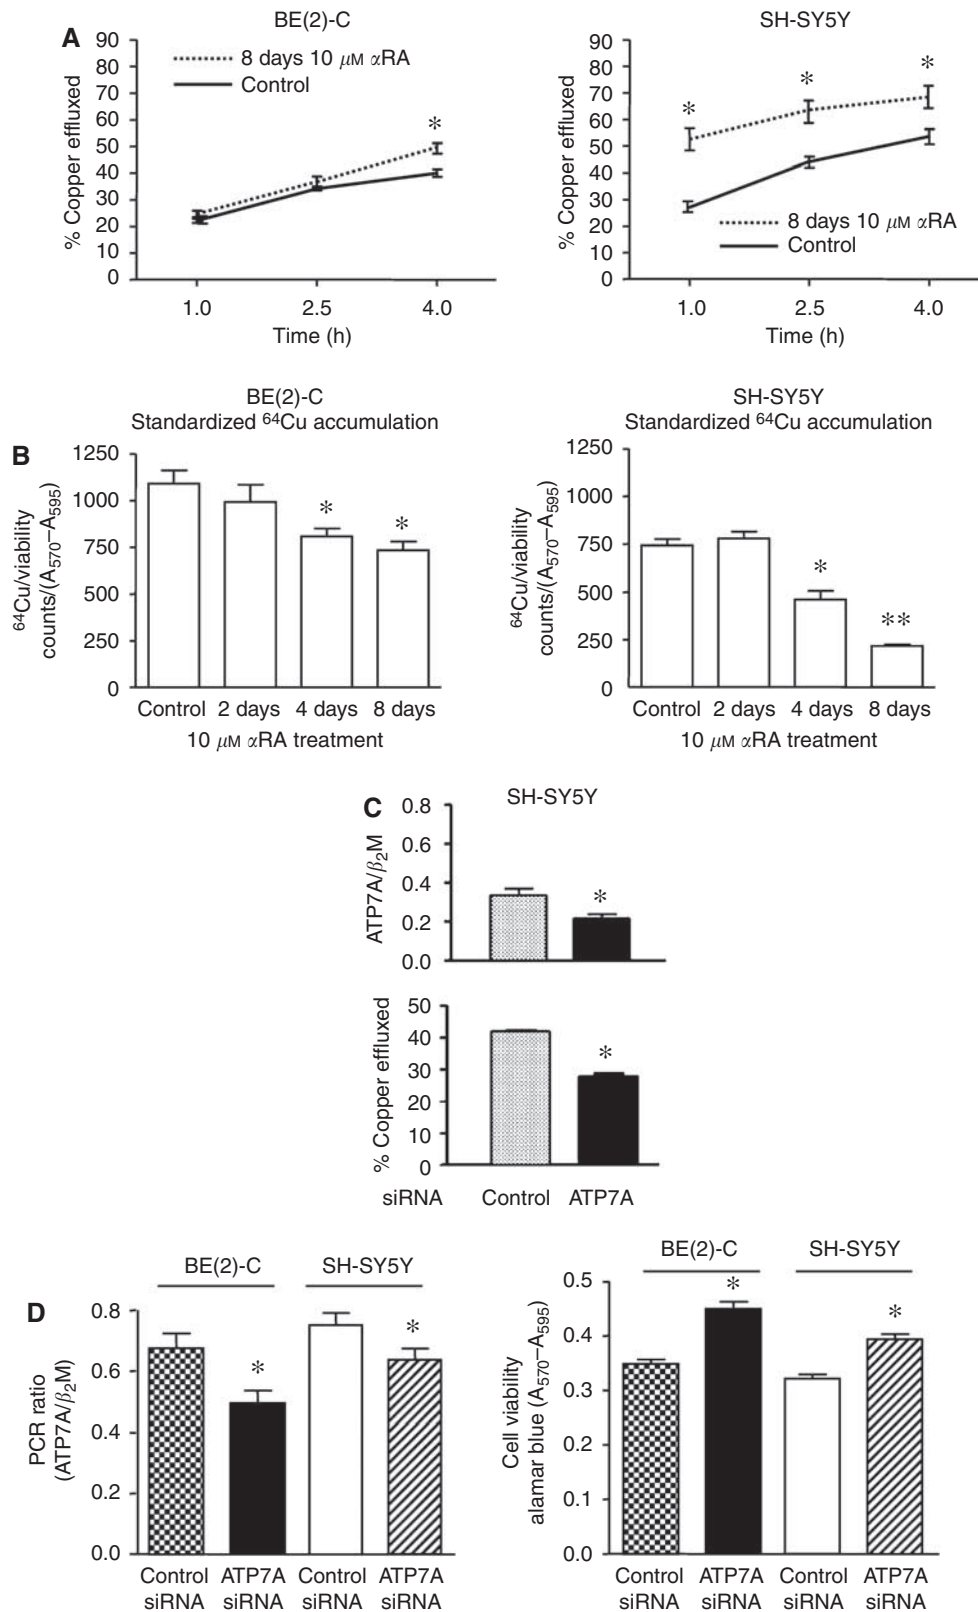 A
BE(2)-C
90
80
70
60
50
40
30
20
10
0
% Copper effluxed
8 days 10 μM αRA
Control
*
1.0 2.5 4.0
Time (h)
SH-SY5Y
90
80
70
60
50
40
30
20
10
0
% Copper effluxed
* * *
8 days 10 μM αRA
Control
1.0 2.5 4.0
Time (h)
B
BE(2)-C
Standardized ⁶⁴Cu accumulation
1250
1000
750
500
250
0
⁶⁴Cu/viability
counts/(A₅₇₀–A₅₉₅)
* *
Control 2 days 4 days 8 days
10 μM αRA treatment
SH-SY5Y
Standardized ⁶⁴Cu accumulation
1250
1000
750
500
250
0
⁶⁴Cu/viability
counts/(A₅₇₀–A₅₉₅)
* **
Control 2 days 4 days 8 days
10 μM αRA treatment
C
SH-SY5Y
0.8
0.6
0.4
0.2
0.0
ATP7A/β₂M
*
50
40
30
20
10
0
% Copper effluxed
*
siRNA Control ATP7A
D
BE(2)-C SH-SY5Y
0.8
0.6
0.4
0.2
0.0
PCR ratio
(ATP7A/β₂M)
* *
Control ATP7A Control ATP7A
siRNA siRNA siRNA siRNA
BE(2)-C SH-SY5Y
0.5
0.4
0.3
0.2
0.1
0.0
Cell viability
alamar blue (A₅₇₀–A₅₉₅)
* *
Control ATP7A Control ATP7A
siRNA siRNA siRNA siRNA